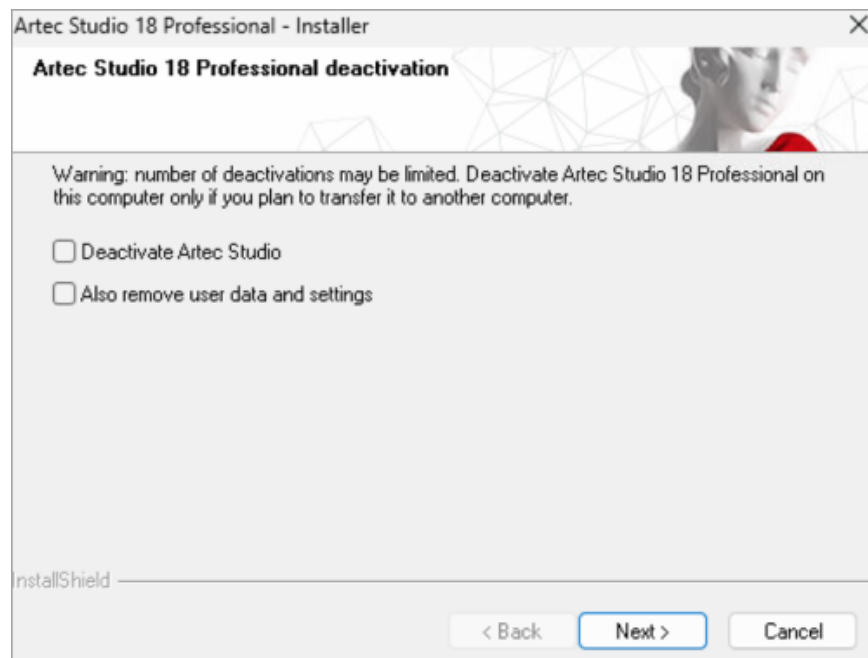 Artec Studio 18 Professional - Installer
Artec Studio 18 Professional deactivation
Warning: number of deactivations may be limited. Deactivate Artec Studio 18 Professional on
this computer only if you plan to transfer it to another computer.
Deactivate Artec Studio
Also remove user data and settings
InstallShield
< Back
Next >
Cancel